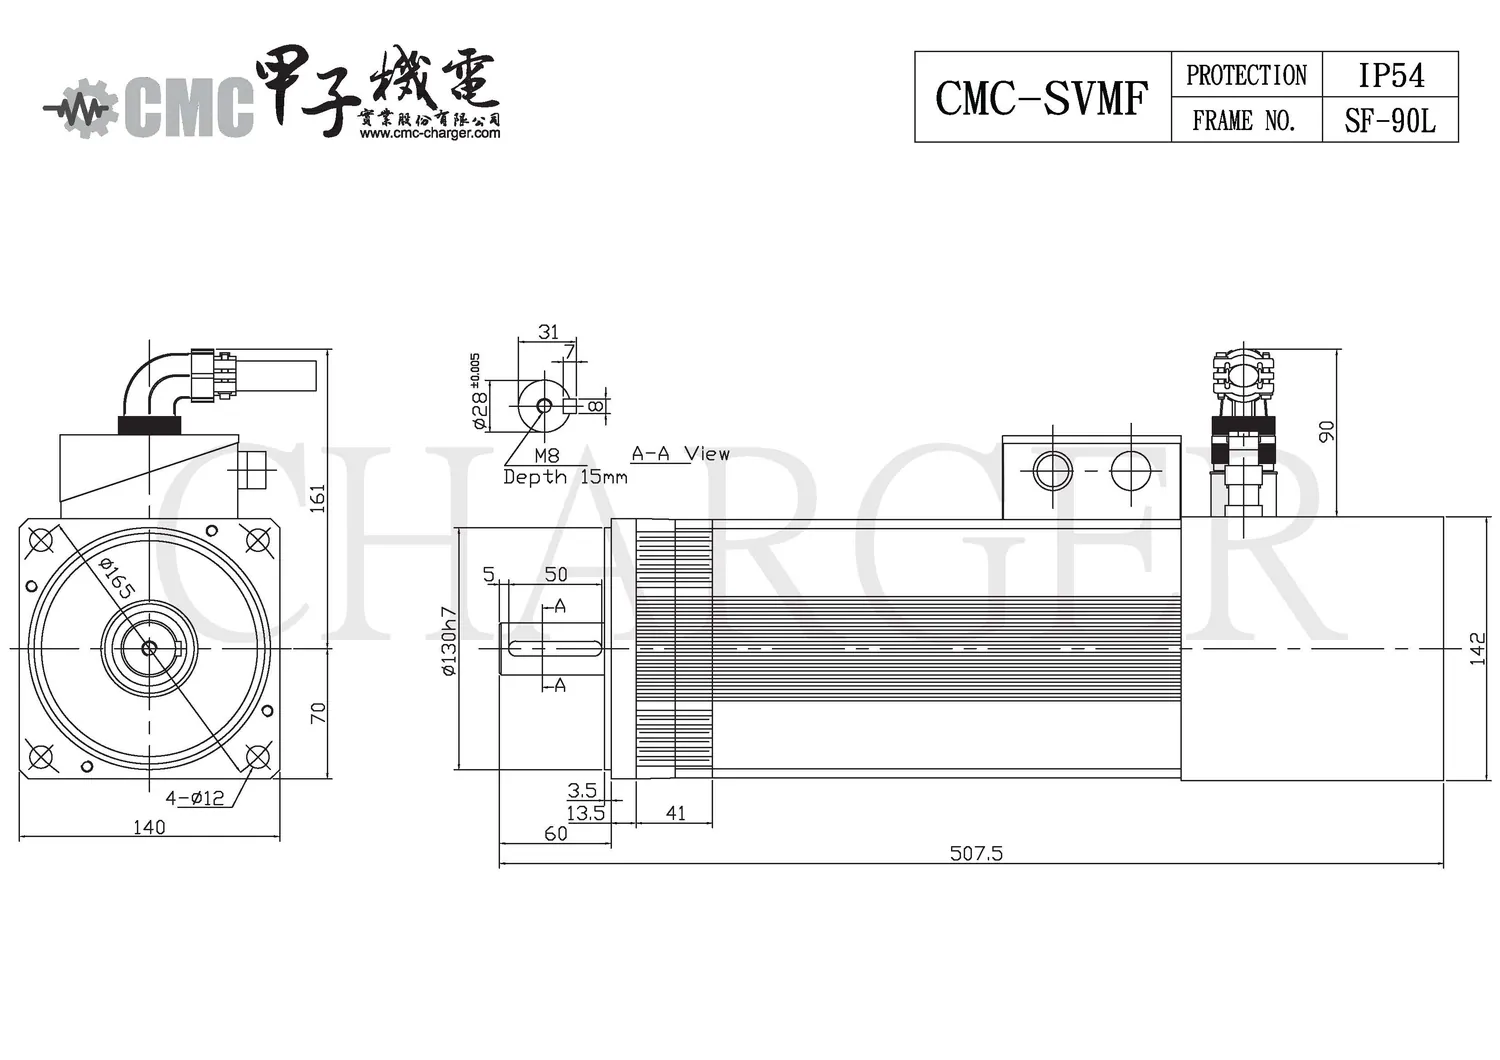 CMC 甲子機電
實業股份有限公司
www.cmc-charger.com
CMC-SVMF
PROTECTION
IP54
FRAME NO.
SF-90L
31
7
ø28 ±0.005
8
M8
Depth 15mm
A-A View
161
ø165
70
4-ø12
140
5
50
A
A
ø130h7
3.5
13.5
41
60
507.5
90
142
CHARGER